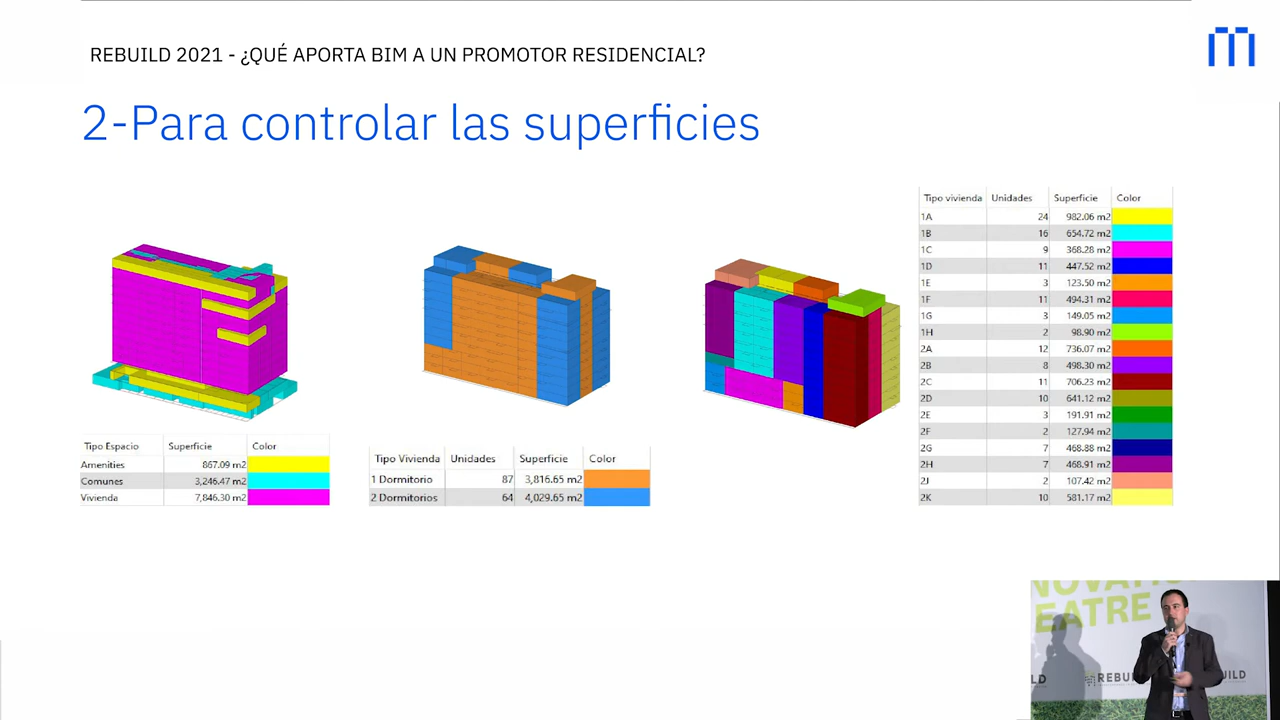 REBUILD 2021 - ¿QUÉ APORTA BIM A UN PROMOTOR RESIDENCIAL?
2-Para controlar las superficies
Tipo Espacio Superficie Color
Amenities 867.09 m2
Comunes 3,246.47 m2
Vivienda 7,846.30 m2
Tipo Vivienda Unidades Superficie Color
1 Dormitorio 87 3,816.65 m2
2 Dormitorios 64 4,029.65 m2
Tipo vivienda Unidades Superficie Color
1A 24 982.06 m2
1B 16 654.72 m2
1C 9 368.28 m2
1D 11 447.52 m2
1E 3 123.50 m2
1F 11 494.31 m2
1G 3 149.05 m2
1H 2 98.90 m2
2A 12 736.07 m2
2B 8 498.30 m2
2C 11 706.23 m2
2D 10 641.12 m2
2E 3 191.91 m2
2F 2 127.94 m2
2G 7 468.88 m2
2H 7 468.91 m2
2J 2 107.42 m2
2K 10 581.17 m2
EATRE